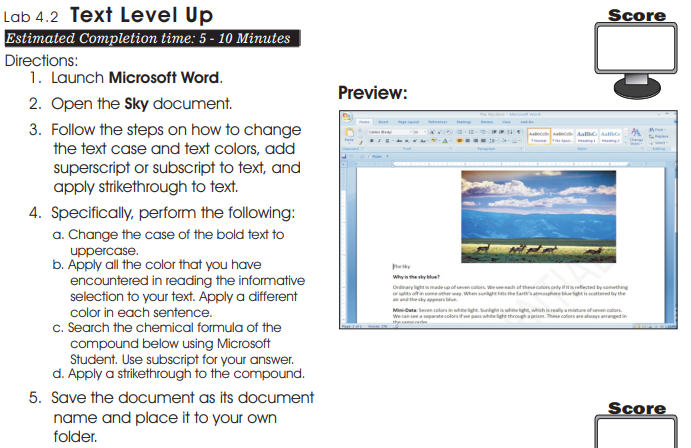 Lab 4.2 Text Level Up
Score
Estimated Completion time: 5 - 10 Minutes
Directions:
1. Launch Microsoft Word.
2. Open the Sky document.
3. Follow the steps on how to change
the text case and text colors, add
superscript or subscript to text, and
apply strikethrough to text.
4. Specifically, perform the following:
a. Change the case of the bold text to
uppercase.
b. Apply all the color that you have
encountered in reading the informative
selection to your text. Apply a different
color in each sentence.
c. Search the chemical formula of the
compound below using Microsoft
Student. Use subscript for your answer.
d. Apply a strikethrough to the compound.
5. Save the document as its document
name and place it to your own
folder.
Preview:
The Sky
Why is the sky blue?
Ordinary light is made up of seven colors. We see each of these colors only if it is reflected by something
or splits off in some other way. When sunlight hits the Earth's atmosphere blue light is scattered by the
air and the sky appears blue.
Mini-Data: Seven colors in white light. Sunlight is white light, which is really a mixture of seven colors.
We can see a separate colors if we pass white light through a prism. These colors are always arranged in
the same order
Score